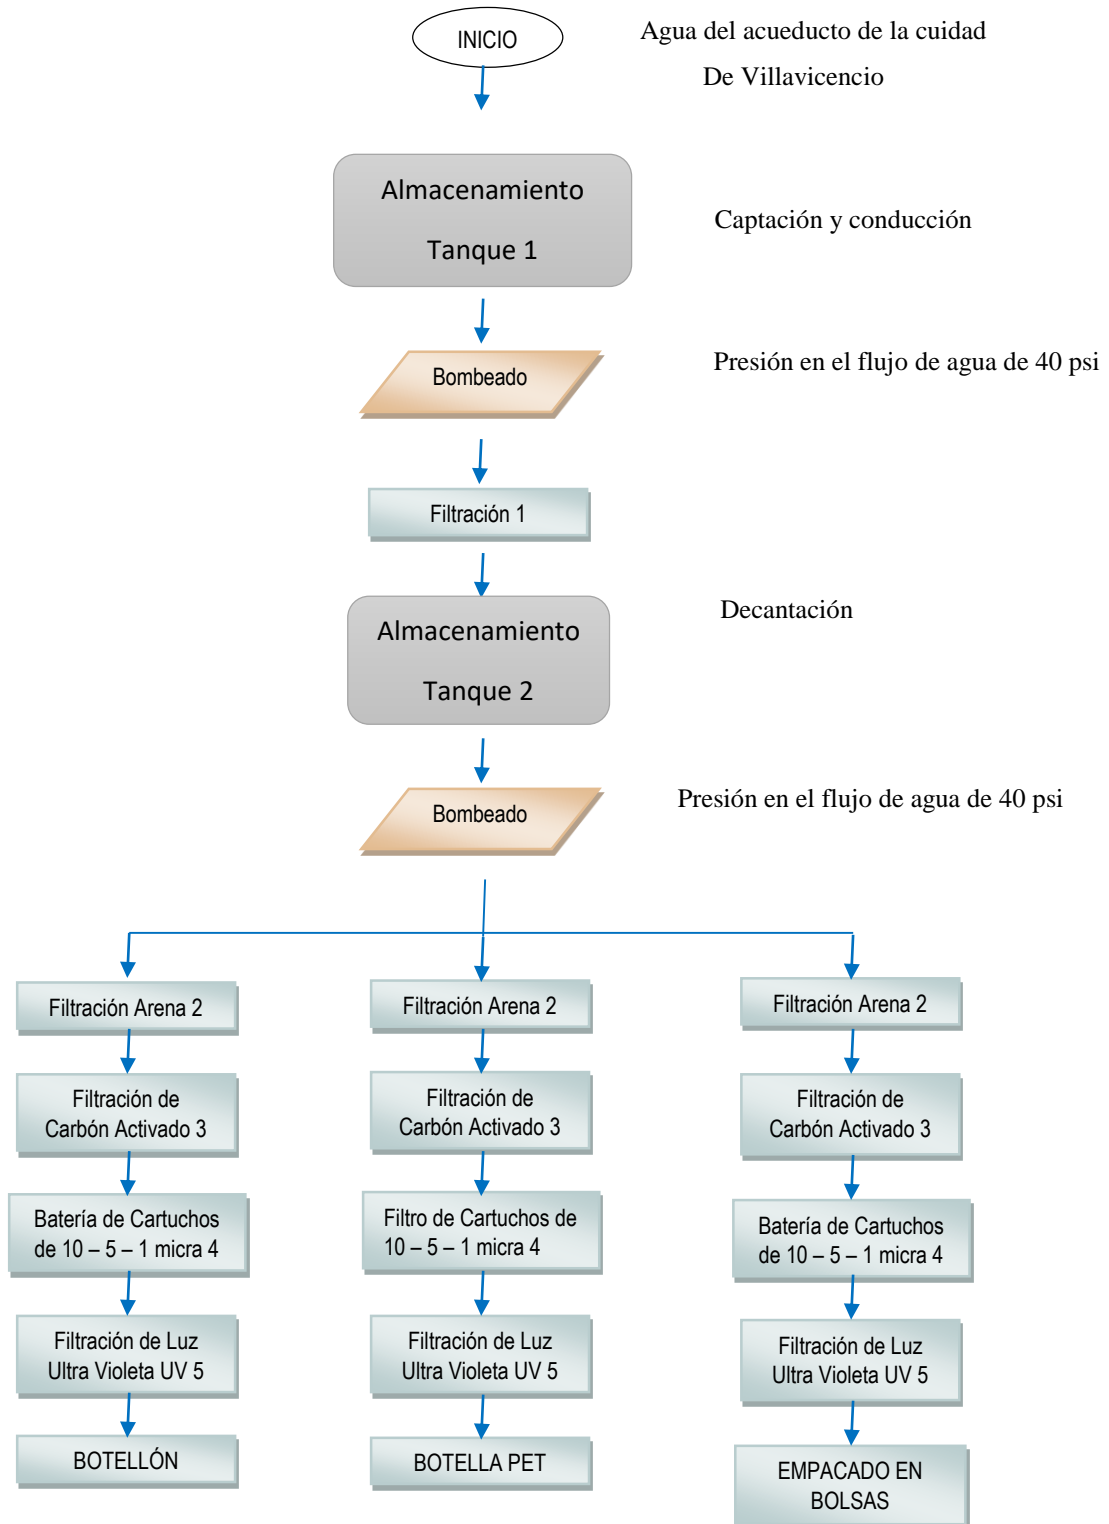 INICIO
Agua del acueducto de la cuidad
De Villavicencio
Almacenamiento
Tanque 1
Captación y conducción
Bombeado
Presión en el flujo de agua de 40 psi
Filtración 1
Almacenamiento
Tanque 2
Decantación
Bombeado
Presión en el flujo de agua de 40 psi
Filtración Arena 2
Filtración de
Carbón Activado 3
Batería de Cartuchos
de 10 – 5 – 1 micra 4
Filtración de Luz
Ultra Violeta UV 5
BOTELLÓN
Filtración Arena 2
Filtración de
Carbón Activado 3
Filtro de Cartuchos de
10 – 5 – 1 micra 4
Filtración de Luz
Ultra Violeta UV 5
BOTELLA PET
Filtración Arena 2
Filtración de
Carbón Activado 3
Batería de Cartuchos
de 10 – 5 – 1 micra 4
Filtración de Luz
Ultra Violeta UV 5
EMPACADO EN
BOLSAS